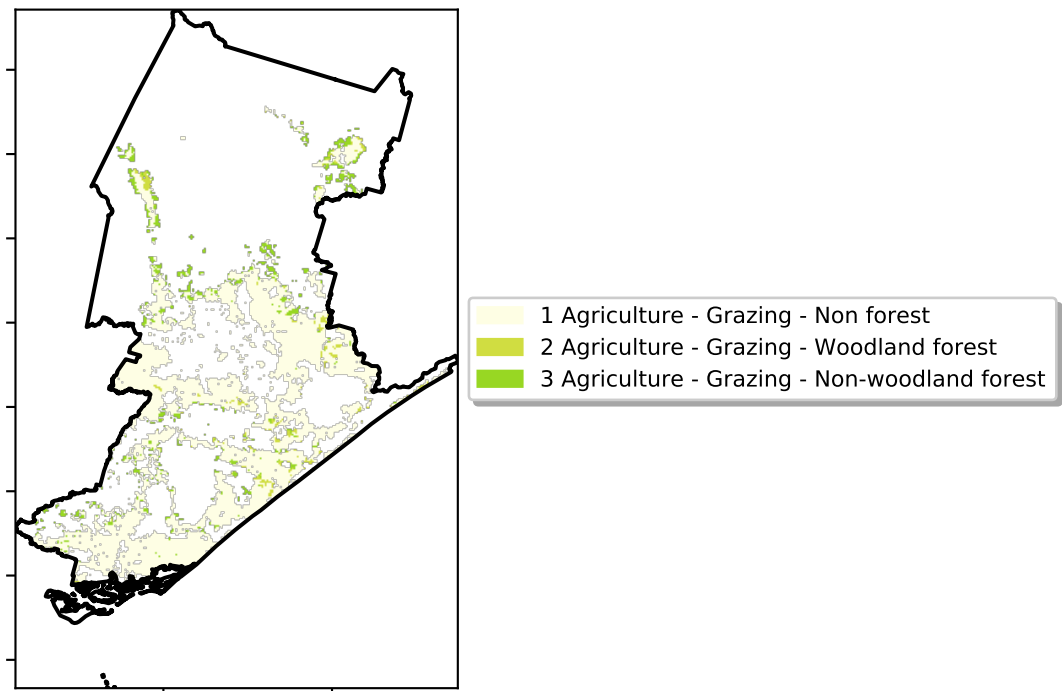 1 Agriculture - Grazing - Non forest
2 Agriculture - Grazing - Woodland forest
3 Agriculture - Grazing - Non-woodland forest